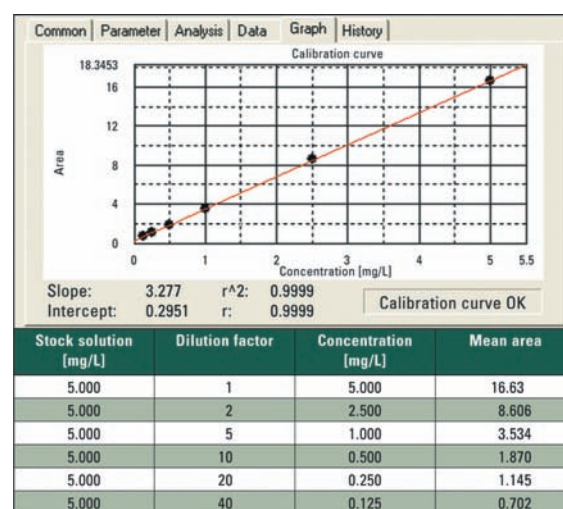 Common Parameter Analysis Data Graph History
Calibration curve
18.3453
16
12
8
4
0
Area
0 1 2 3 4 5 5.5
Concentration [mg/L]
Slope: 3.277 r^2: 0.9999
Intercept: 0.2951 r: 0.9999
Calibration curve OK
Stock solution [mg/L] Dilution factor Concentration [mg/L] Mean area
5.000 1 5.000 16.63
5.000 2 2.500 8.606
5.000 5 1.000 3.534
5.000 10 0.500 1.870
5.000 20 0.250 1.145
5.000 40 0.125 0.702